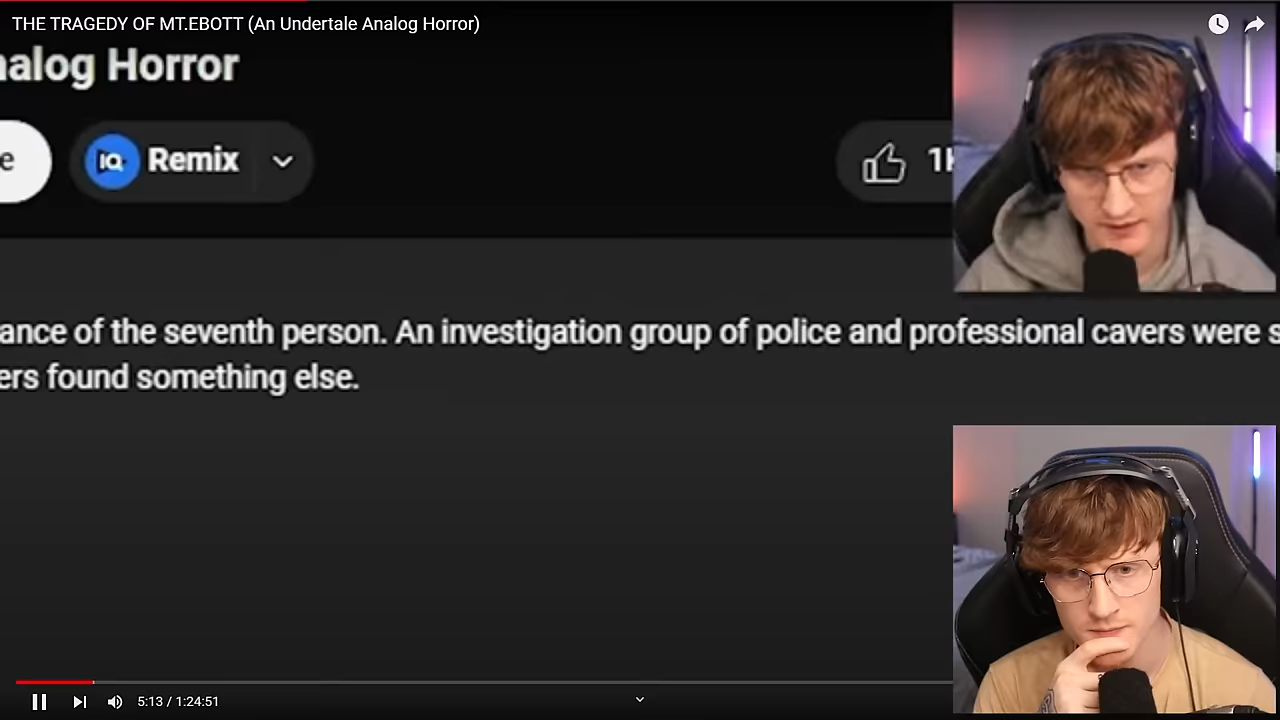 THE TRAGEDY OF MT.EBOTT (An Undertale Analog Horror)
nalog Horror
e
IQ
Remix
1K
ance of the seventh person. An investigation group of police and professional cavers were s
ers found something else.
5:13 / 1:24:51